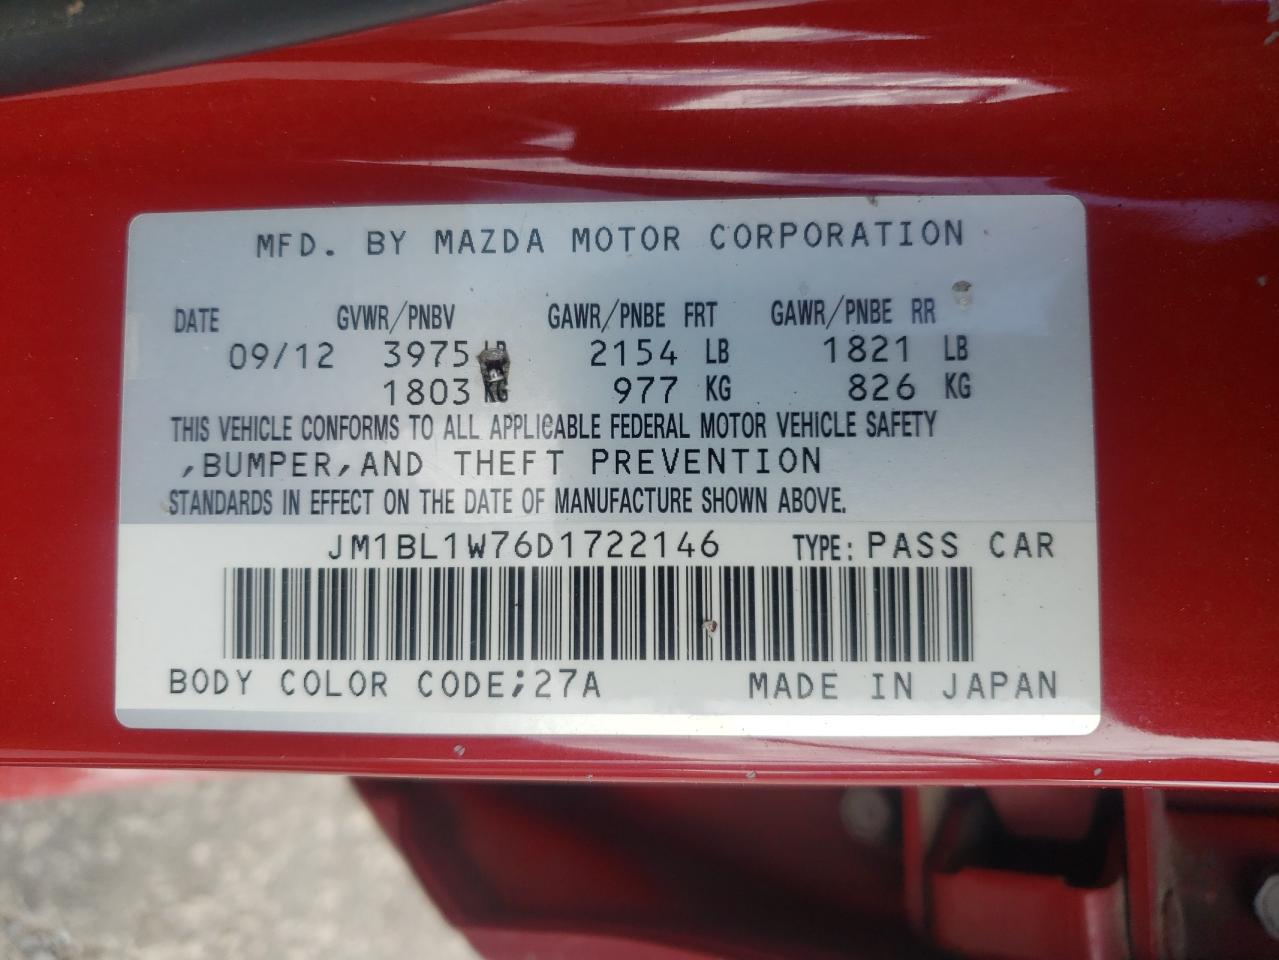 MFD. BY MAZDA MOTOR CORPORATION
DATE GVWR/PNBV GAWR/PNBE FRT GAWR/PNBE RR
09/12 3975 LB 2154 LB 1821 LB
1803 KG 977 KG 826 KG
THIS VEHICLE CONFORMS TO ALL APPLICABLE FEDERAL MOTOR VEHICLE SAFETY
,BUMPER,AND THEFT PREVENTION
STANDARDS IN EFFECT ON THE DATE OF MANUFACTURE SHOWN ABOVE.
JM1BL1W76D1722146 TYPE: PASS CAR
BODY COLOR CODE;27A MADE IN JAPAN